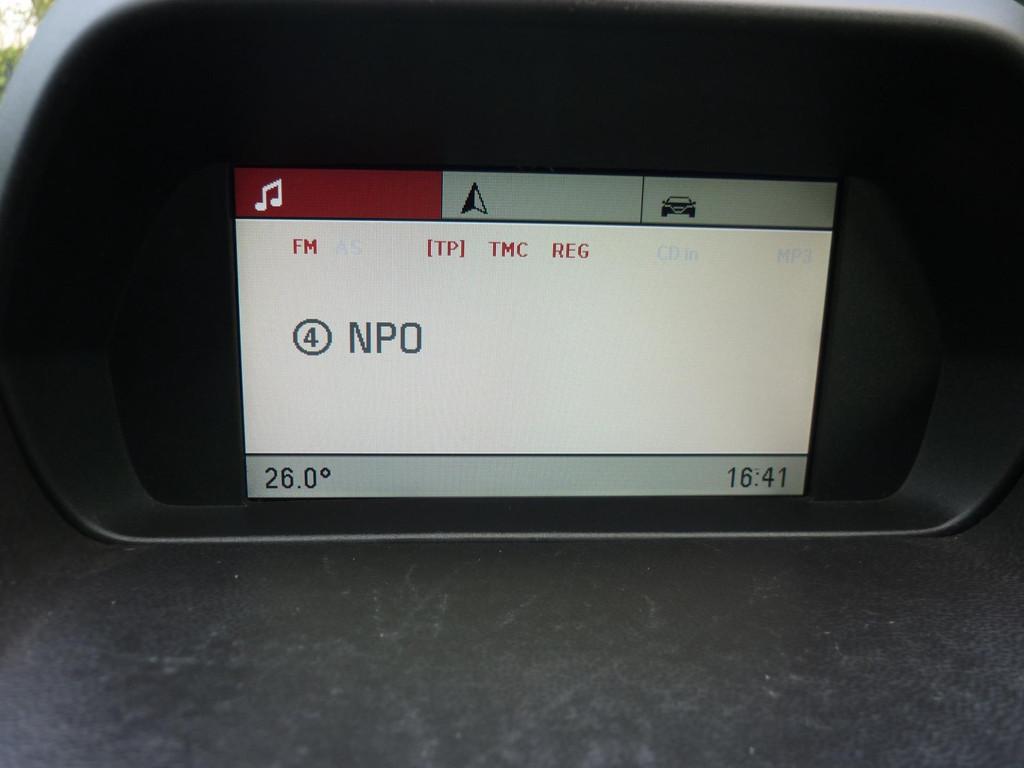 FM AS [TP] TMC REG CD in MP3
④ NPO
26.0° 16:41